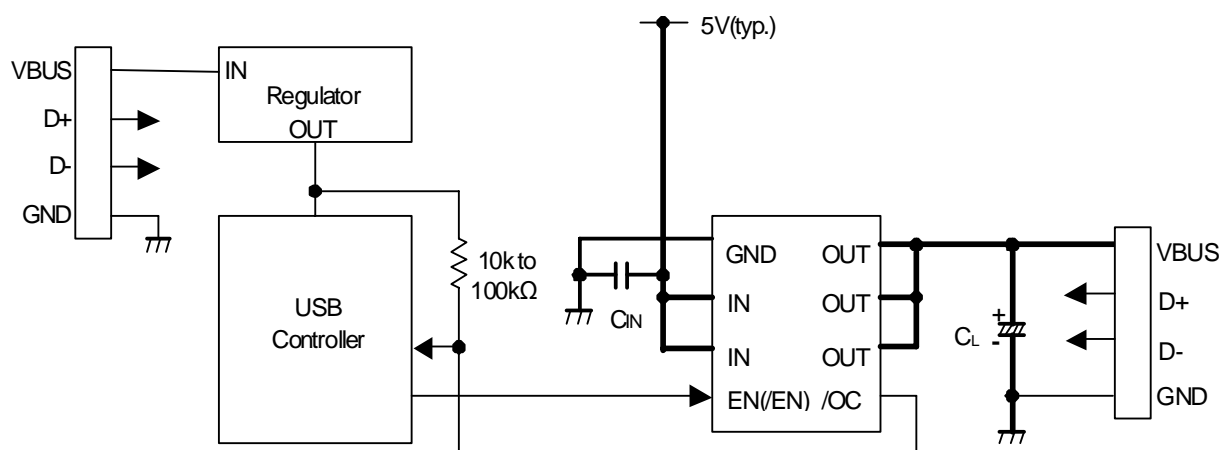 5V(typ.)
VBUS
D+
D-
GND
IN
Regulator
OUT
10k to
100kΩ
USB
Controller
CIN
GND
IN
IN
EN(/EN)
OUT
OUT
OUT
/OC
+
-
CL
VBUS
D+
D-
GND